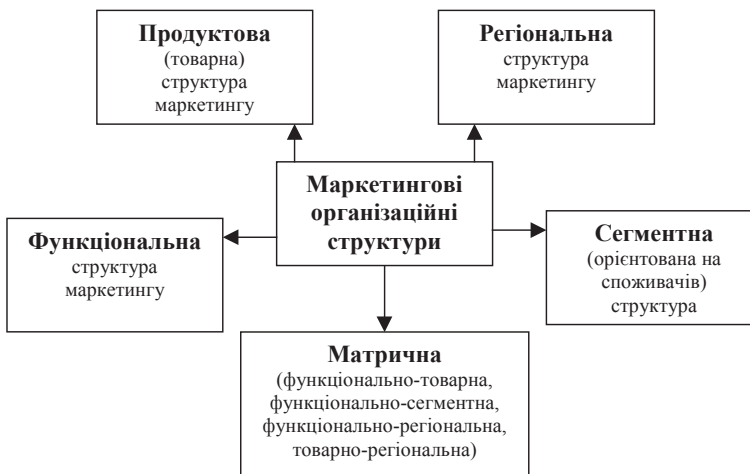 Продуктова
(товарна)
структура
маркетингу
Регіональна
структура
маркетингу
Маркетингові
організаційні
структури
Функціональна
структура
маркетингу
Сегментна
(орієнтована на
споживачів)
структура
Матрична
(функціонально-товарна,
функціонально-сегментна,
функціонально-регіональна,
товарно-регіональна)